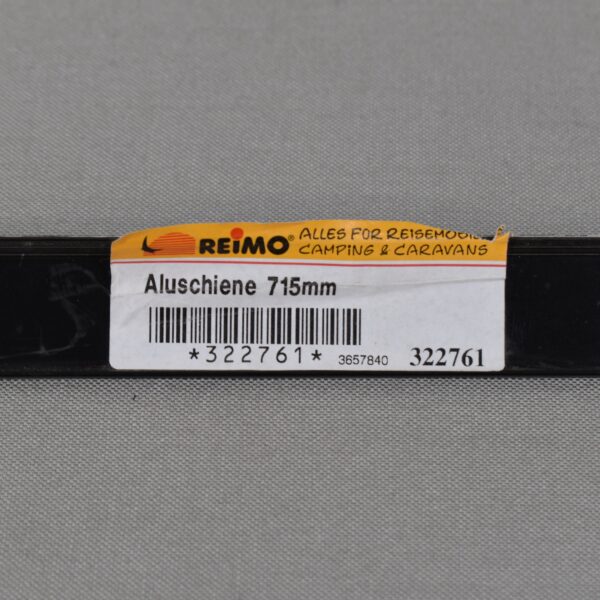 REIMO®
ALLES FÜR REISEMOBILE
CAMPING & CARAVANS
Aluschiene 715mm
*322761*
3657840
322761